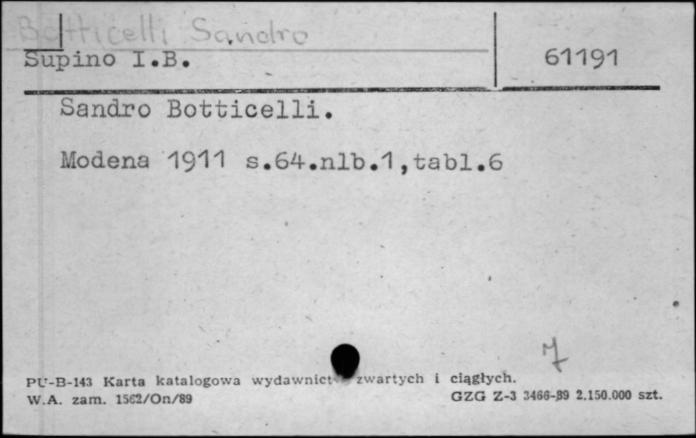 Botticelli Sandro
Supino I.B.
61191
Sandro Botticelli.
Modena 1911 s.64.nlb.1,tabl.6
7
PU-B-143 Karta katalogowa wydawnict zwartych i ciągłych.
W.A. zam. 1562/On/89
GZG Z-3 3466-89 2.150.000 szt.